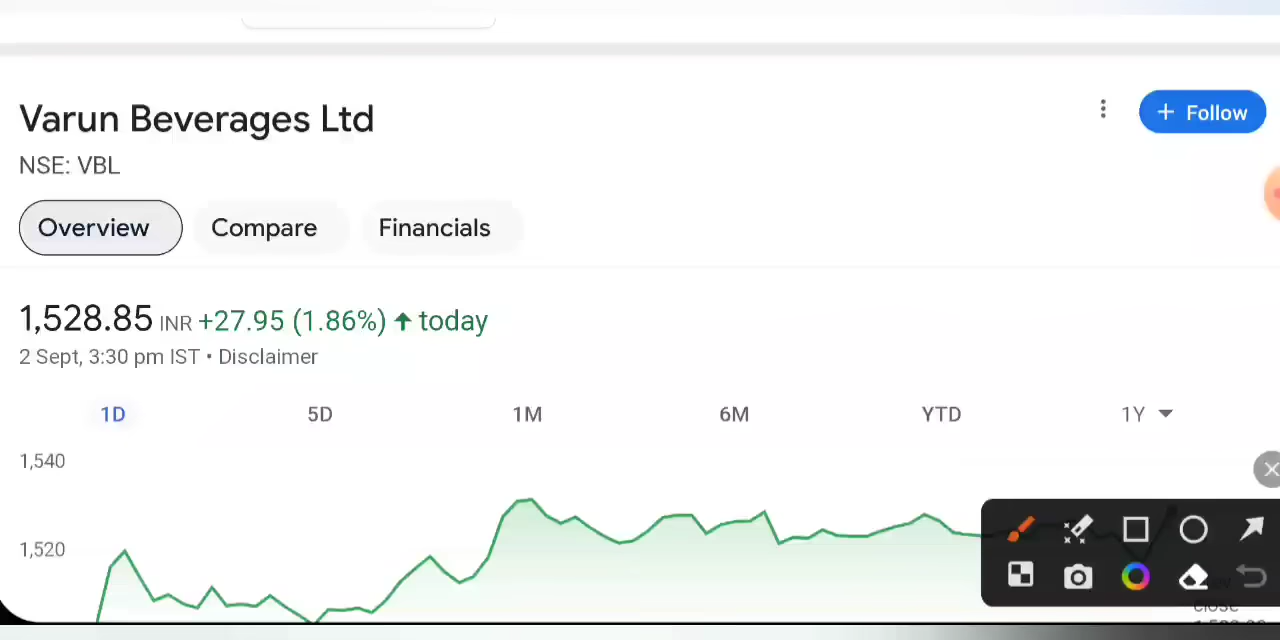 Varun Beverages Ltd
+ Follow
NSE: VBL
Overview
Compare
Financials
1,528.85 INR +27.95 (1.86%) ↑ today
2 Sept, 3:30 pm IST • Disclaimer
1D
5D
1M
6M
YTD
1Y
1,540
1,520
close